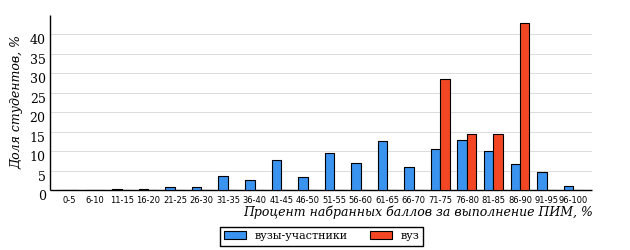 Доля студентов, %
40
35
30
25
20
15
10
5
0
0-5 6-10 11-15 16-20 21-25 26-30 31-35 36-40 41-45 46-50 51-55 56-60 61-65 66-70 71-75 76-80 81-85 86-90 91-95 96-100
Процент набранных баллов за выполнение ПИМ, %
вузы-участники вуз